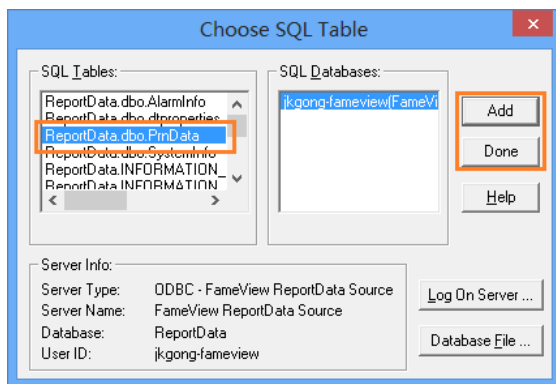 Choose SQL Table
SQL Tables:
ReportData.dbo.AlarmInfo
ReportData.dbo.dtproperties
ReportData.dbo.PrnData
ReportData.dbo.SystemInfo
ReportData.INFORMATION_
ReportData.INFORMATION_
SQL Databases:
jkgong-fameview(FameVi
Add
Done
Help
Server Info:
Server Type: ODBC - FameView ReportData Source
Server Name: FameView ReportData Source
Database: ReportData
User ID: jkgong-fameview
Log On Server ...
Database File ...